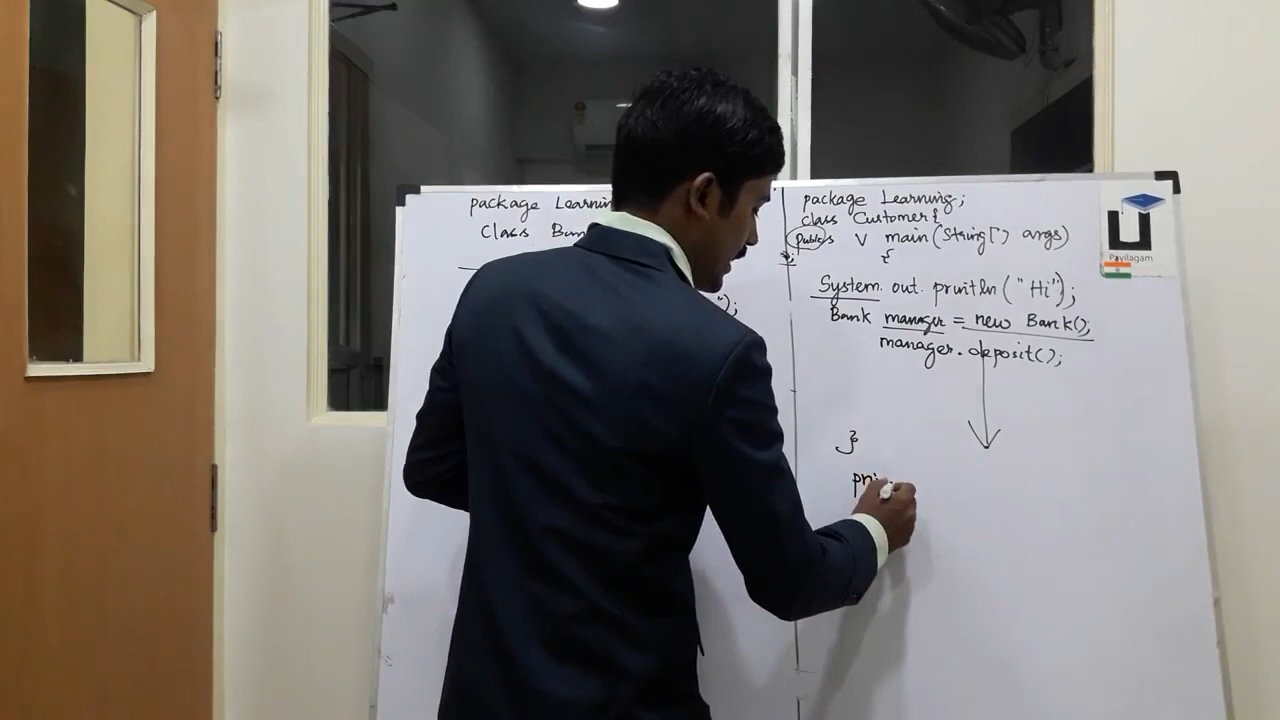 package Learnin
Class Ban
");
package Learning;
class Customer{
public s V main(String[] args)
{
System.out.println("Hi");
Bank manager = new Bank();
manager.deposit();
}
pri
Payilagam